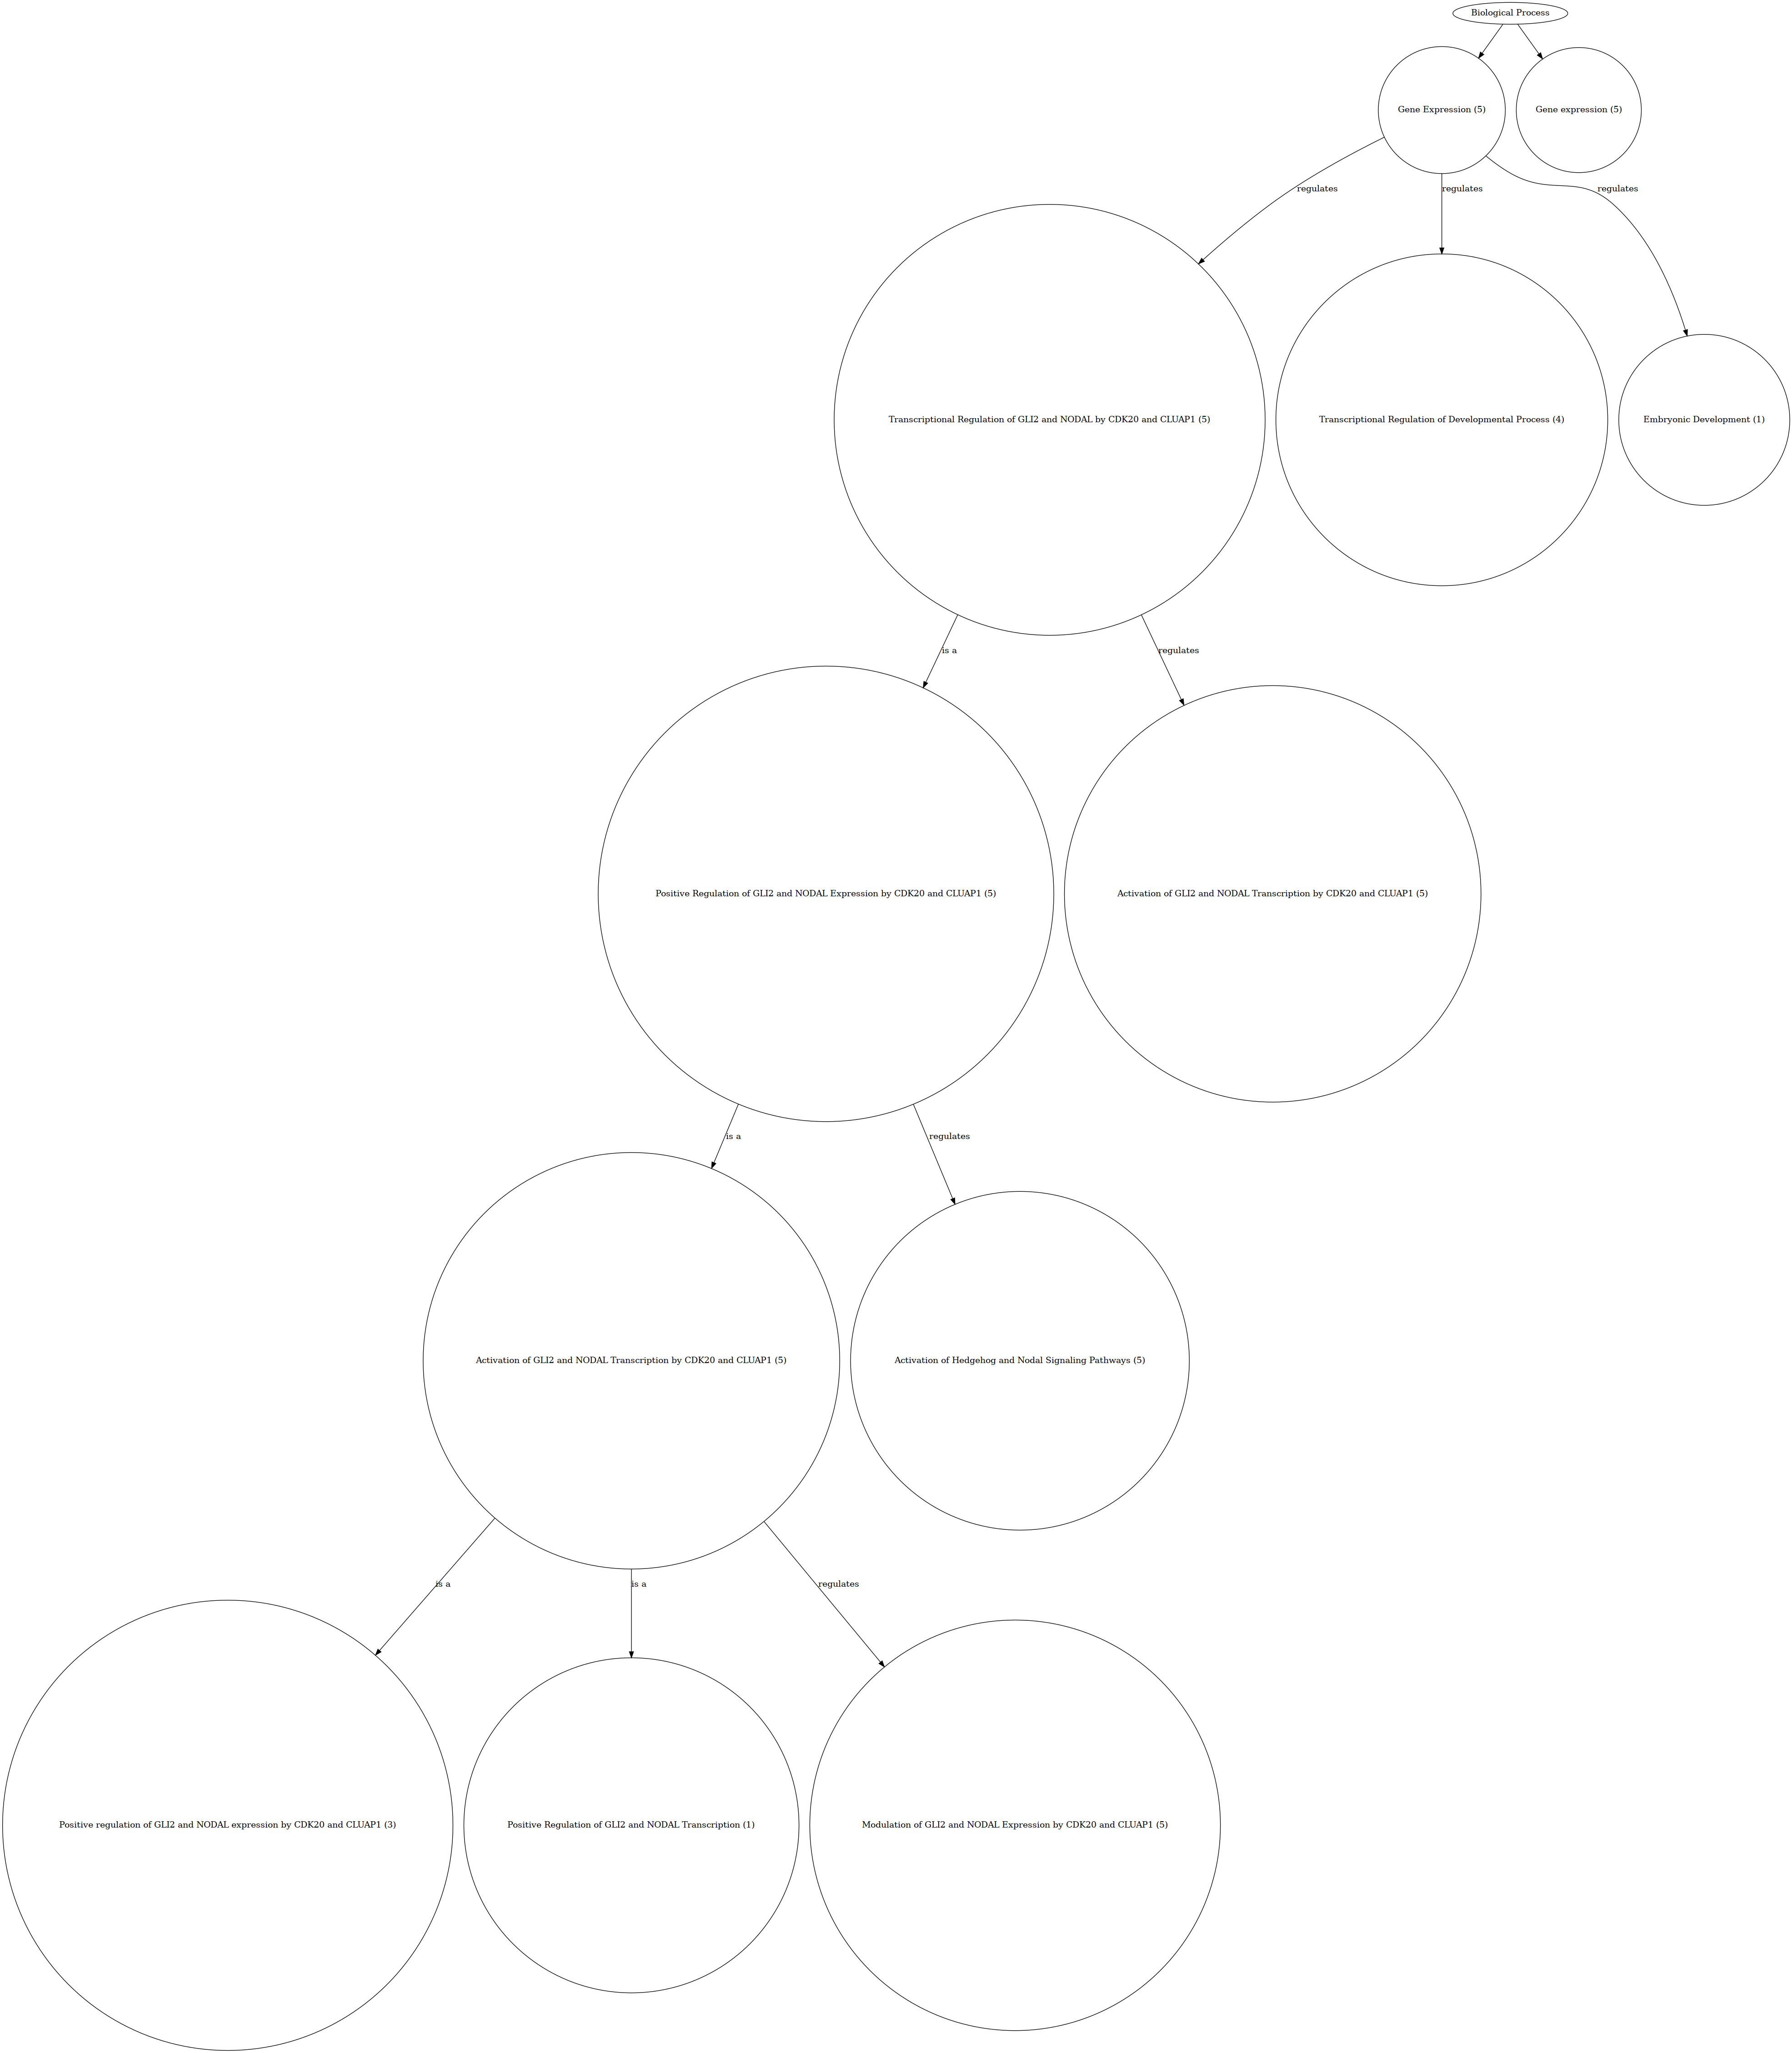 Biological Process
Gene Expression (5)
Gene expression (5)
regulates
regulates
regulates
Transcriptional Regulation of GLI2 and NODAL by CDK20 and CLUAP1 (5)
Transcriptional Regulation of Developmental Process (4)
Embryonic Development (1)
is a
regulates
Positive Regulation of GLI2 and NODAL Expression by CDK20 and CLUAP1 (5)
Activation of GLI2 and NODAL Transcription by CDK20 and CLUAP1 (5)
is a
regulates
Activation of GLI2 and NODAL Transcription by CDK20 and CLUAP1 (5)
Activation of Hedgehog and Nodal Signaling Pathways (5)
is a
is a
regulates
Positive regulation of GLI2 and NODAL expression by CDK20 and CLUAP1 (3)
Positive Regulation of GLI2 and NODAL Transcription (1)
Modulation of GLI2 and NODAL Expression by CDK20 and CLUAP1 (5)